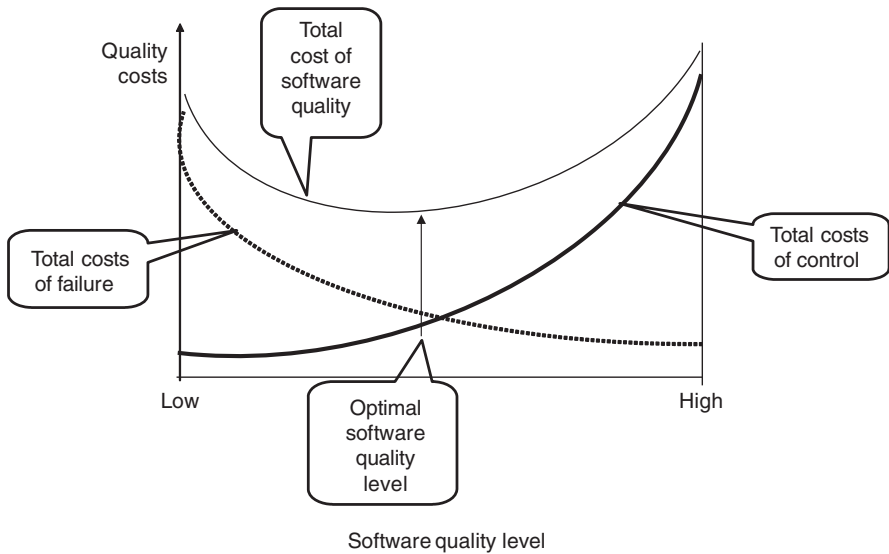 Quality
costs
Total
cost of
software
quality
Total costs
of failure
Total costs
of control
Low
High
Optimal
software
quality
level
Software quality level